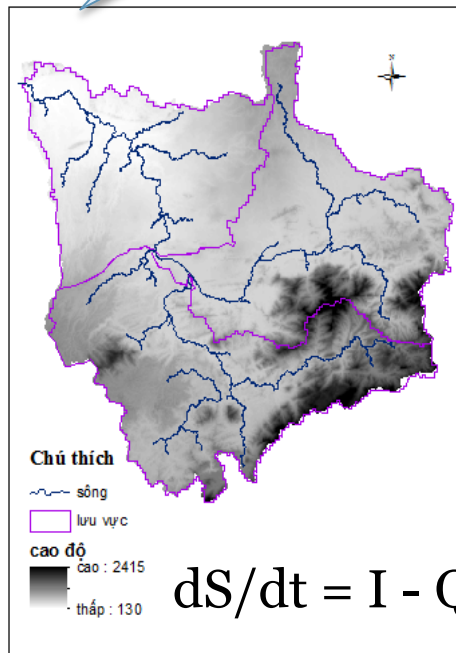 Chú thích
sông
lưu vực
cao độ
cao : 2415
thấp : 130
dS/dt = I - Q